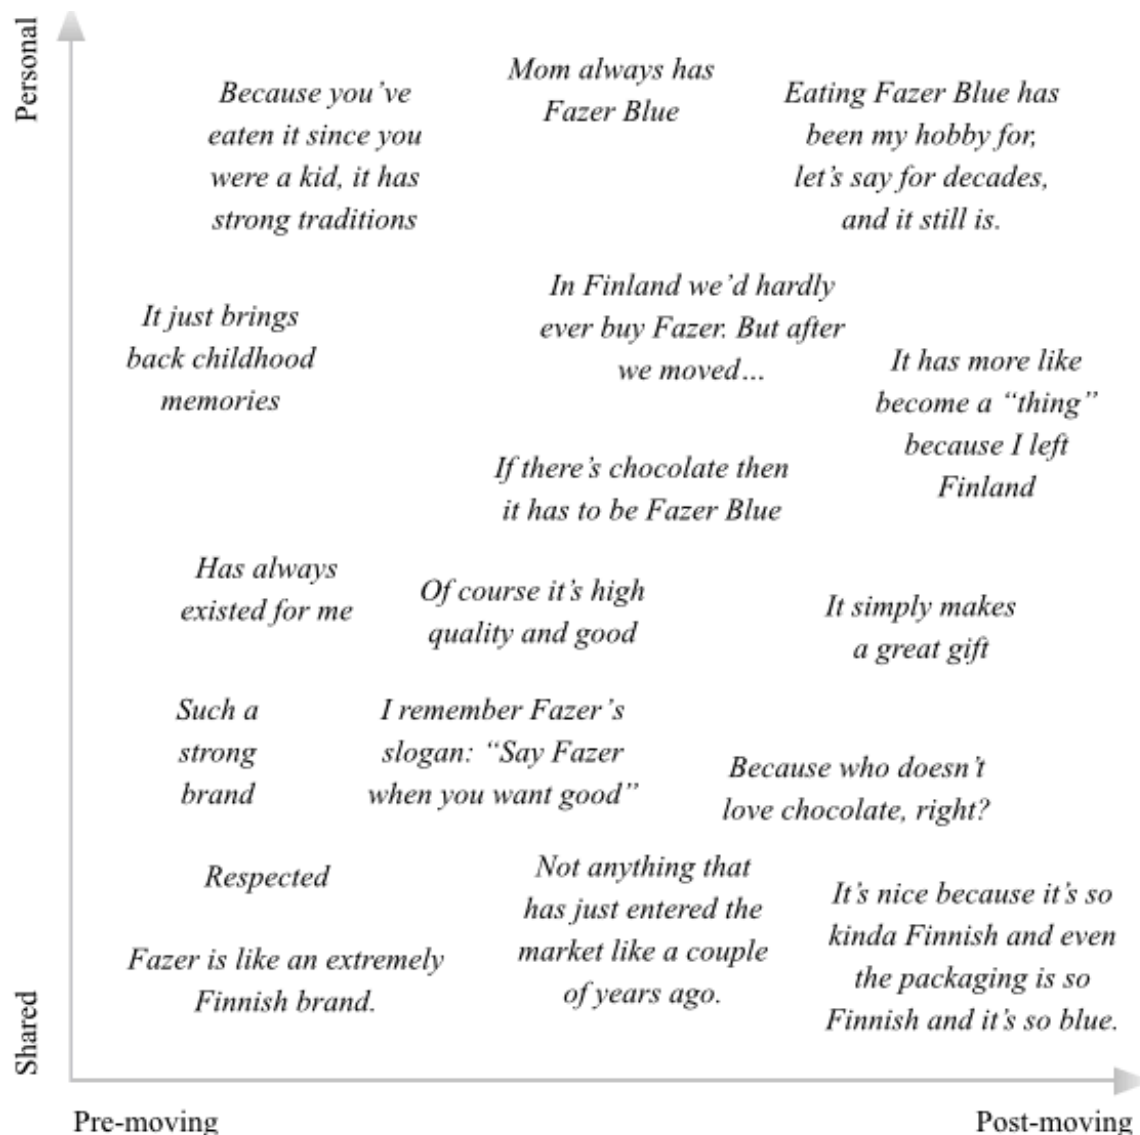 Personal
Mom always has
Fazer Blue
Because you’ve
eaten it since you
were a kid, it has
strong traditions
Eating Fazer Blue has
been my hobby for,
let’s say for decades,
and it still is.
In Finland we’d hardly
ever buy Fazer. But after
we moved…
It just brings
back childhood
memories
It has more like
become a “thing”
because I left
Finland
If there’s chocolate then
it has to be Fazer Blue
Has always
existed for me
Of course it’s high
quality and good
It simply makes
a great gift
Such a
strong
brand
I remember Fazer’s
slogan: “Say Fazer
when you want good”
Because who doesn’t
love chocolate, right?
Respected
Not anything that
has just entered the
market like a couple
of years ago.
It’s nice because it’s so
kinda Finnish and even
the packaging is so
Finnish and it’s so blue.
Fazer is like an extremely
Finnish brand.
Shared
Pre-moving
Post-moving